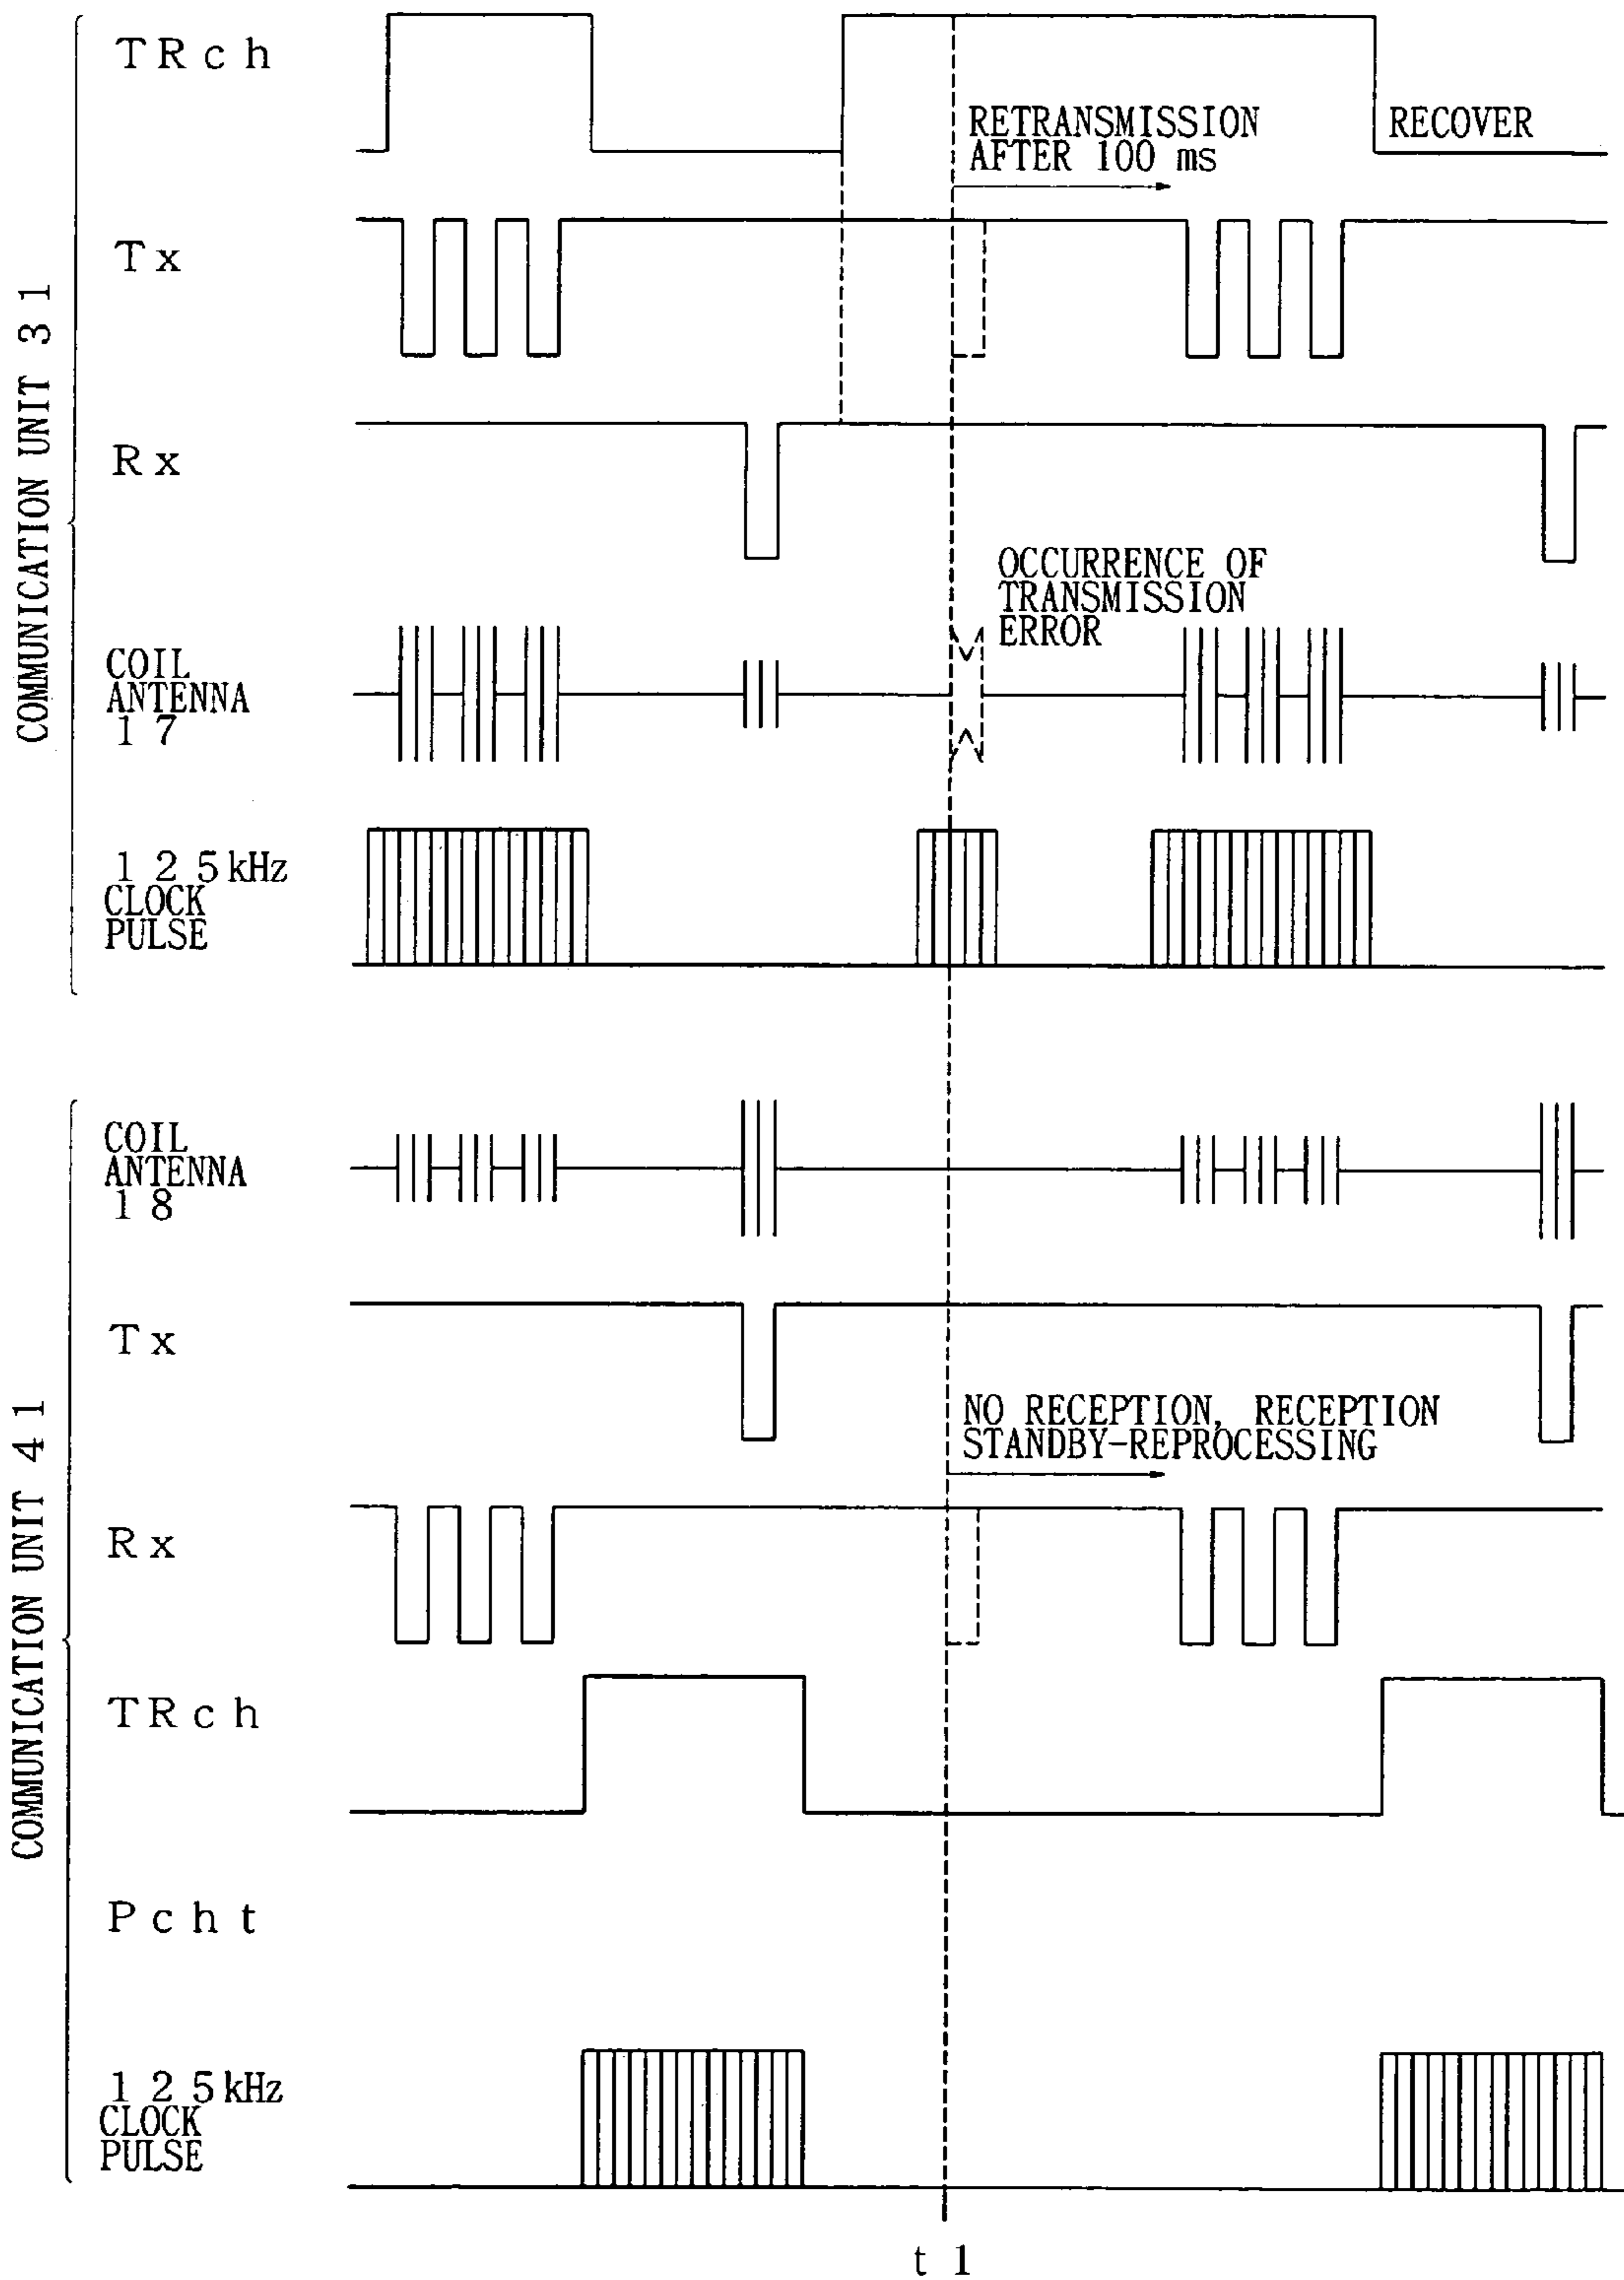 COMMUNICATION UNIT 31
TRch
RETRANSMISSION
AFTER 100 ms
RECOVER
Tx
Rx
OCCURRENCE OF
TRANSMISSION
ERROR
COIL
ANTENNA
17
125kHz
CLOCK
PULSE
COMMUNICATION UNIT 41
COIL
ANTENNA
18
Tx
NO RECEPTION, RECEPTION
STANDBY-REPROCESSING
Rx
TRch
Pcht
125kHz
CLOCK
PULSE
t1